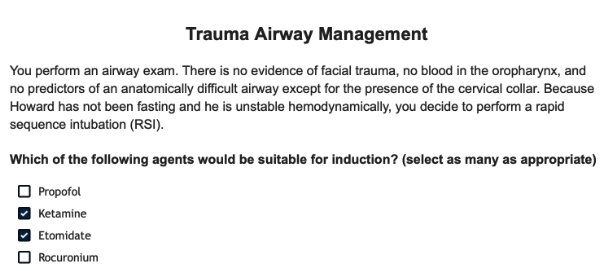 Trauma Airway Management
You perform an airway exam. There is no evidence of facial trauma, no blood in the oropharynx, and
no predictors of an anatomically difficult airway except for the presence of the cervical collar. Because
Howard has not been fasting and he is unstable hemodynamically, you decide to perform a rapid
sequence intubation (RSI).
Which of the following agents would be suitable for induction? (select as many as appropriate)
Propofol
Ketamine
Etomidate
Rocuronium